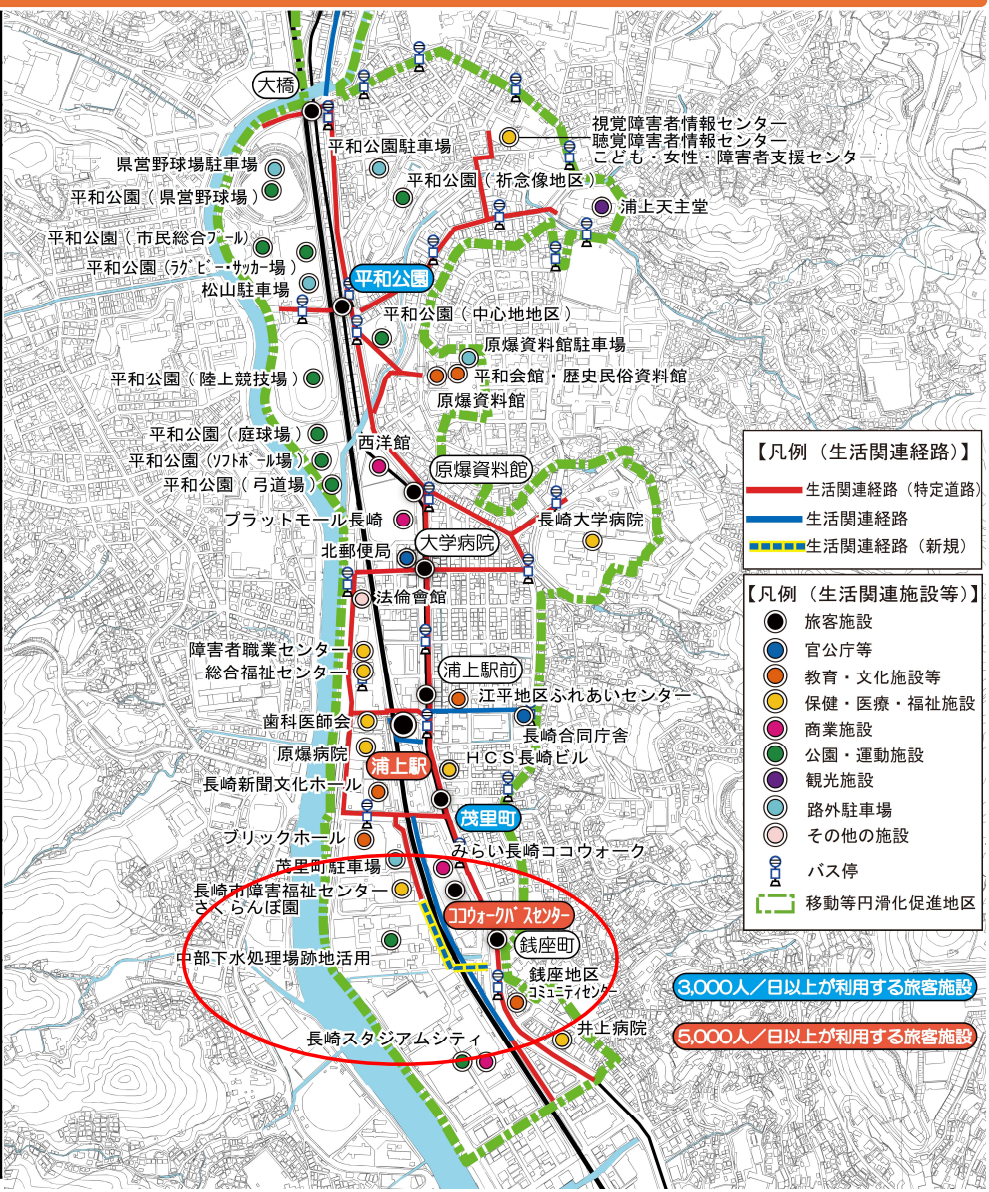 大橋
視覚障害者情報センター
聴覚障害者情報センター
こども・女性・障害者支援センタ
平和公園駐車場
県営野球場駐車場
平和公園(祈念像地区)
平和公園(県営野球場)
浦上天主堂
平和公園(市民総合プール)
平和公園(ラグビー・サッカー場)
平和公園
松山駐車場
平和公園(中心地地区)
原爆資料館駐車場
平和公園(陸上競技場)
平和会館・歴史民俗資料館
原爆資料館
平和公園(庭球場)
西洋館
平和公園(ソフトボール場)
原爆資料館
平和公園(弓道場)
プラットモール長崎
長崎大学病院
大学病院
北郵便局
法倫會館
障害者職業センター
総合福祉センター
浦上駅前
江平地区ふれあいセンター
歯科医師会
長崎合同庁舎
原爆病院
HCS長崎ビル
浦上駅
長崎新聞文化ホール
茂里町
ブリックホール
みらい長崎ココウォーク
茂里町駐車場
長崎市障害福祉センター
さくらんぼ園
ココウォークバスセンター
銭座町
中部下水処理場跡地活用
銭座地区
コミュニティセンター
井上病院
長崎スタジアムシティ
【凡例(生活関連経路)】
生活関連経路(特定道路)
生活関連経路
生活関連経路(新規)
【凡例(生活関連施設等)】
旅客施設
官公庁等
教育・文化施設等
保健・医療・福祉施設
商業施設
公園・運動施設
観光施設
路外駐車場
その他の施設
バス停
移動等円滑化促進地区
3,000人/日以上が利用する旅客施設
5,000人/日以上が利用する旅客施設